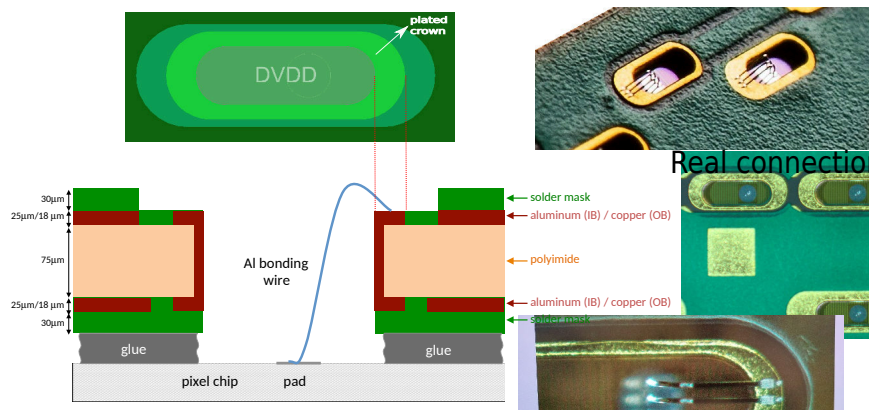 plated
crown
DVDD
Real connectio
30μm
solder mask
25μm/18 μm
aluminum (IB) / copper (OB)
75μm
Al bonding
wire
polyimide
25μm/18 μm
aluminum (IB) / copper (OB)
30μm
solder mask
glue
glue
pixel chip
pad